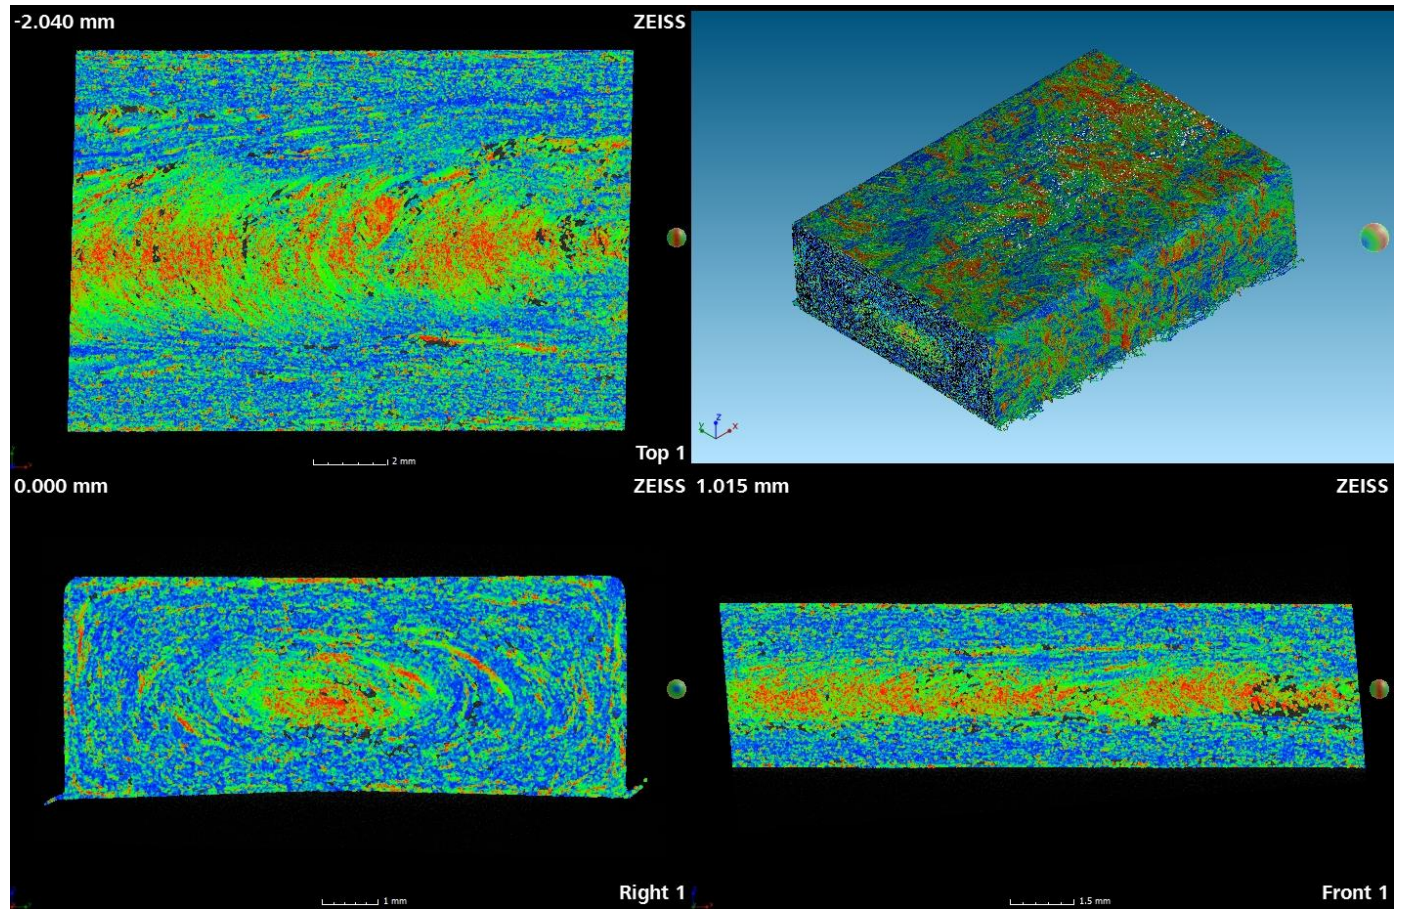 -2.040 mm
ZEISS
2 mm
Top 1
Z
Y
X
0.000 mm
ZEISS
1 mm
Right 1
1.015 mm
ZEISS
1.5 mm
Front 1